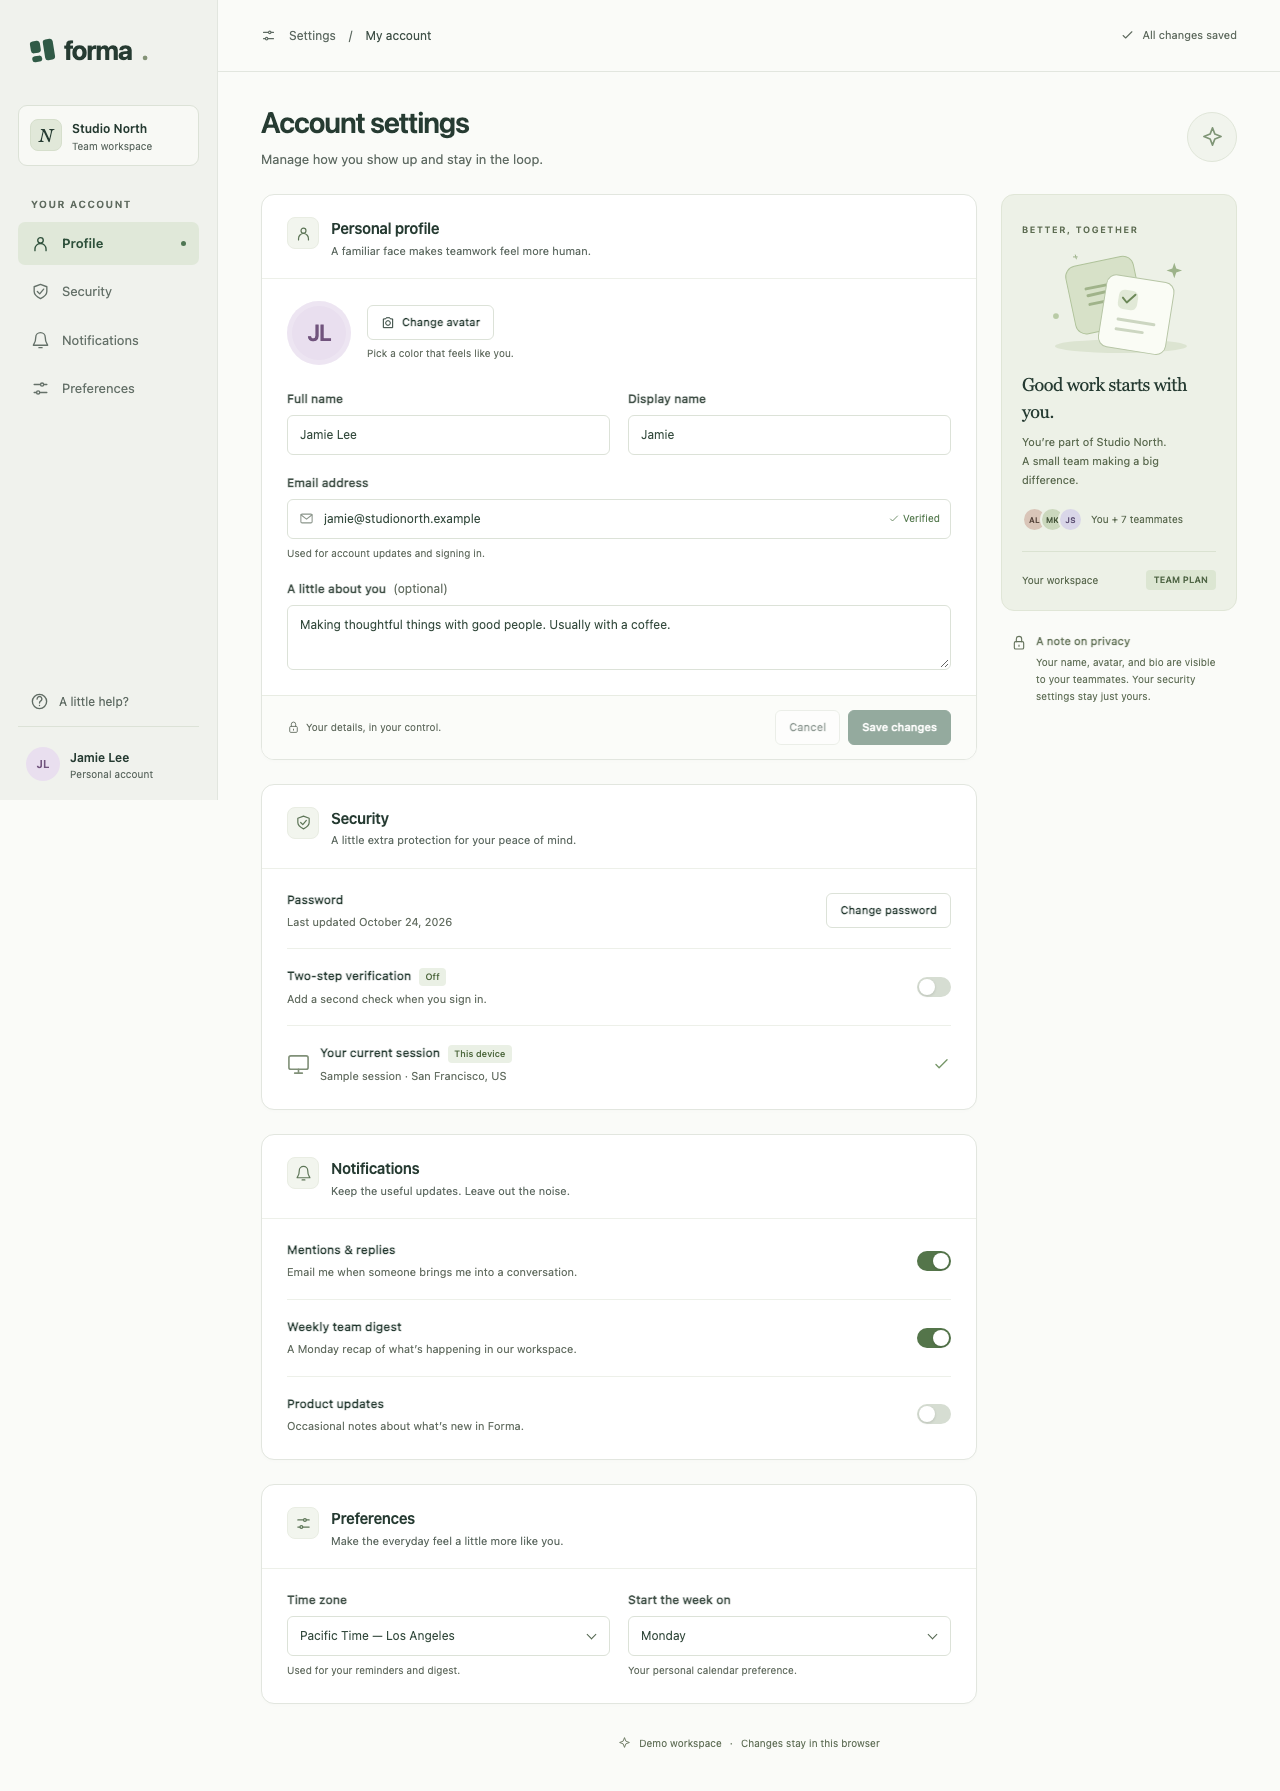 forma.
N
Studio North
Team workspace
YOUR ACCOUNT
Profile
Security
Notifications
Preferences
A little help?
JL
Jamie Lee
Personal account
Settings / My account
All changes saved
Account settings
Manage how you show up and stay in the loop.
Personal profile
A familiar face makes teamwork feel more human.
JL
Change avatar
Pick a color that feels like you.
Full name
Jamie Lee
Display name
Jamie
Email address
jamie@studionorth.example
Verified
Used for account updates and signing in.
A little about you (optional)
Making thoughtful things with good people. Usually with a coffee.
Your details, in your control.
Cancel
Save changes
Security
A little extra protection for your peace of mind.
Password
Last updated October 24, 2026
Change password
Two-step verification Off
Add a second check when you sign in.
Your current session This device
Sample session · San Francisco, US
Notifications
Keep the useful updates. Leave out the noise.
Mentions & replies
Email me when someone brings me into a conversation.
Weekly team digest
A Monday recap of what's happening in our workspace.
Product updates
Occasional notes about what's new in Forma.
Preferences
Make the everyday feel a little more like you.
Time zone
Pacific Time — Los Angeles
Used for your reminders and digest.
Start the week on
Monday
Your personal calendar preference.
BETTER, TOGETHER
Good work starts with
you.
You're part of Studio North.
A small team making a big
difference.
AL MK JS You + 7 teammates
Your workspace TEAM PLAN
A note on privacy
Your name, avatar, and bio are visible
to your teammates. Your security
settings stay just yours.
Demo workspace · Changes stay in this browser